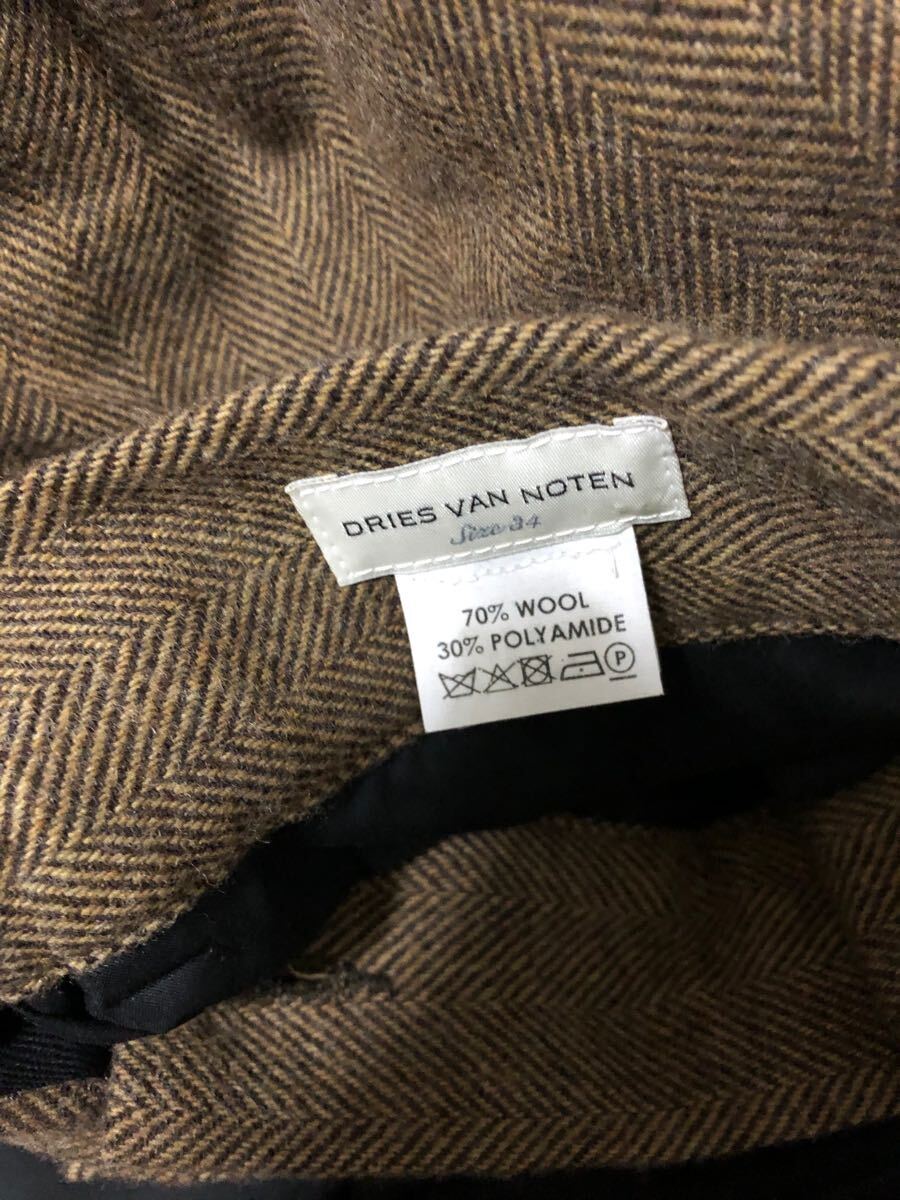 DRIES VAN NOTEN
Size 34
70% WOOL
30% POLYAMIDE
P